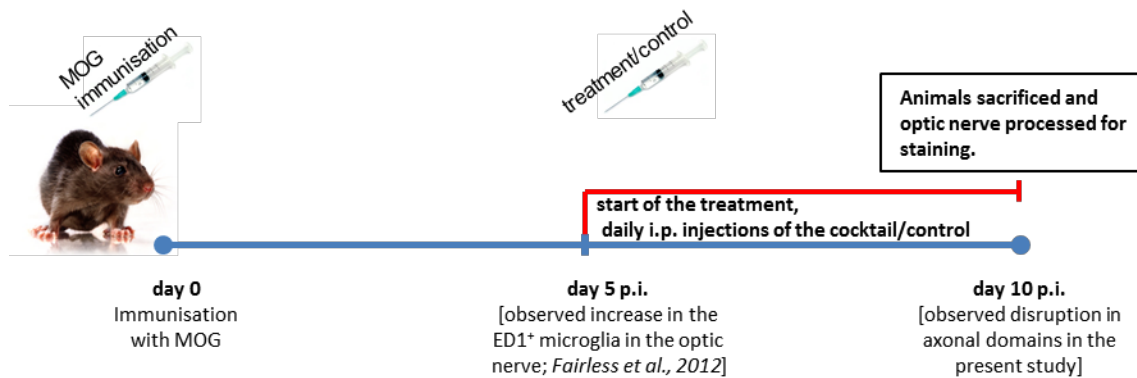 MOG
immunisation
treatment/control
Animals sacrificed and
optic nerve processed for
staining.
start of the treatment,
daily i.p. injections of the cocktail/control
day 0
Immunisation
with MOG
day 5 p.i.
[observed increase in the
ED1⁺ microglia in the optic
nerve; Fairless et al., 2012]
day 10 p.i.
[observed disruption in
axonal domains in the
present study]